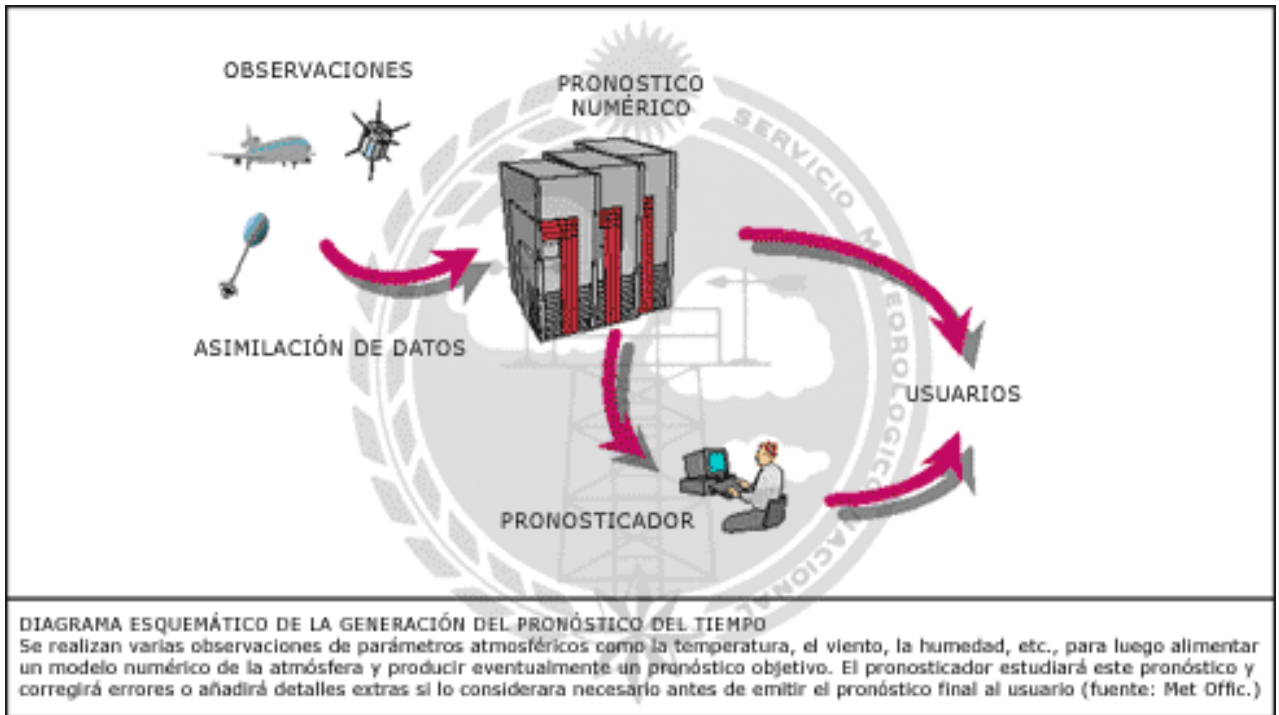 OBSERVACIONES
PRONOSTICO
NUMÉRICO
ASIMILACIÓN DE DATOS
USUARIOS
PRONOSTICADOR
SERVICIO METEOROLOGICO NACIONAL
DIAGRAMA ESQUEMÁTICO DE LA GENERACIÓN DEL PRONÓSTICO DEL TIEMPO
Se realizan varias observaciones de parámetros atmosféricos como la temperatura, el viento, la humedad, etc., para luego alimentar
un modelo numérico de la atmósfera y producir eventualmente un pronóstico objetivo. El pronosticador estudiará este pronóstico y
corregirá errores o añadirá detalles extras si lo considerara necesario antes de emitir el pronóstico final al usuario (fuente: Met Offic.)